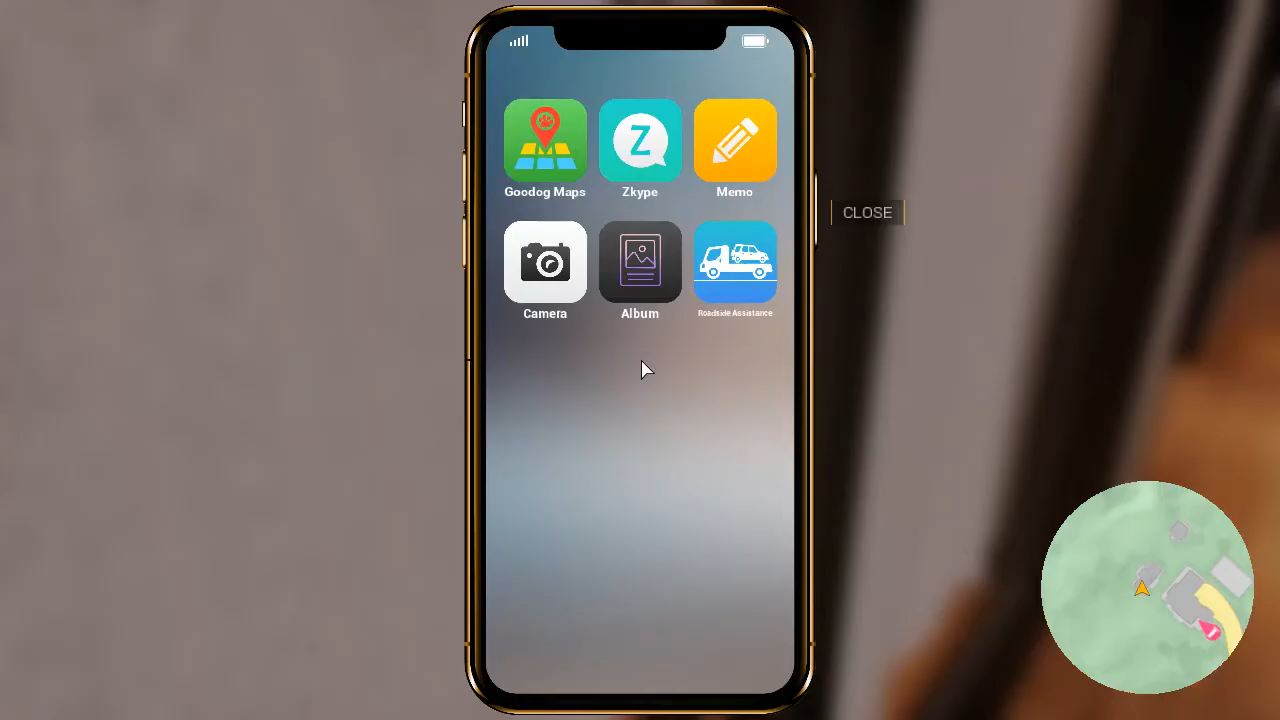 Goodog Maps
Z
Zkype
Memo
CLOSE
Camera
Album
Roadside Assistance